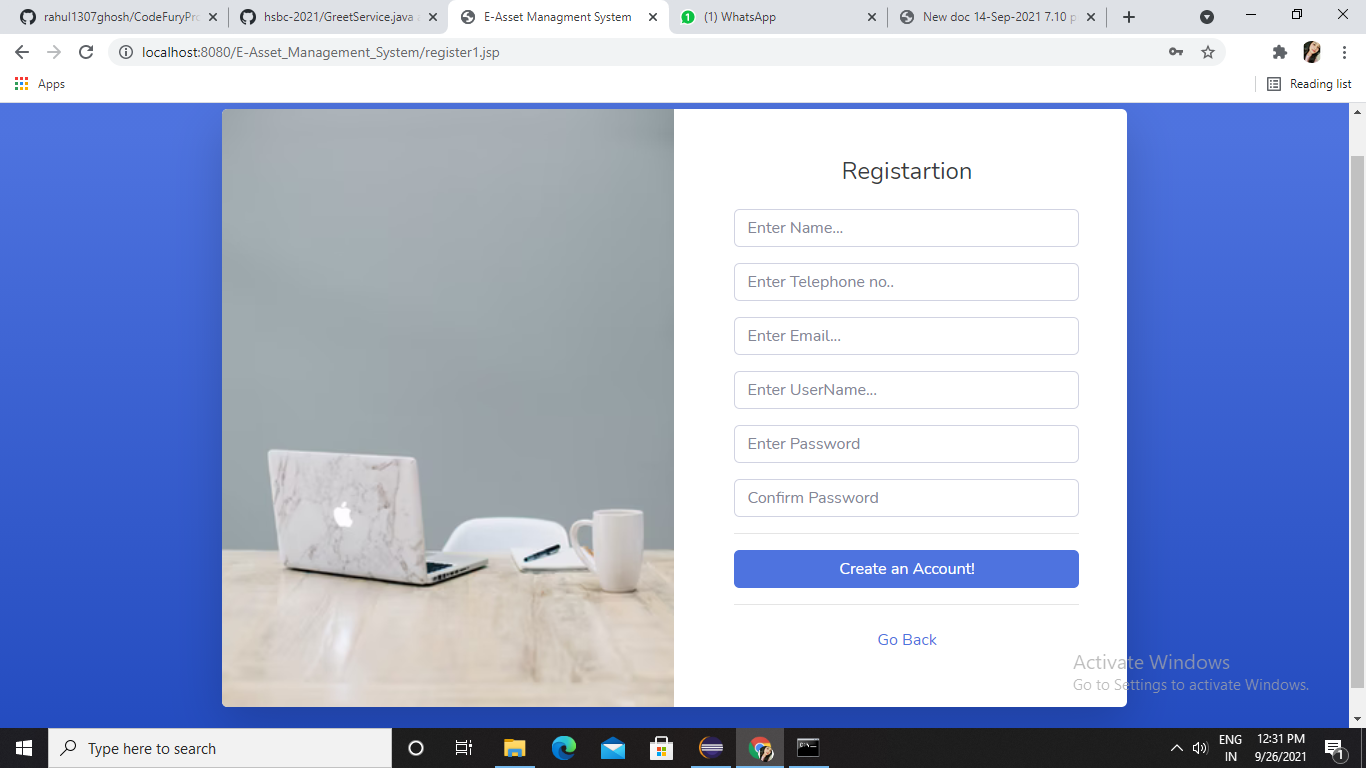 rahul1307ghosh/CodeFuryPro
hsbc-2021/GreetService.java a
E-Asset Managment System
(1) WhatsApp
New doc 14-Sep-2021 7.10 p
localhost:8080/E-Asset_Management_System/register1.jsp
Apps
Reading list
Registartion
Enter Name...
Enter Telephone no..
Enter Email...
Enter UserName...
Enter Password
Confirm Password
Create an Account!
Go Back
Activate Windows
Go to Settings to activate Windows.
Type here to search
ENG
IN
12:31 PM
9/26/2021
1